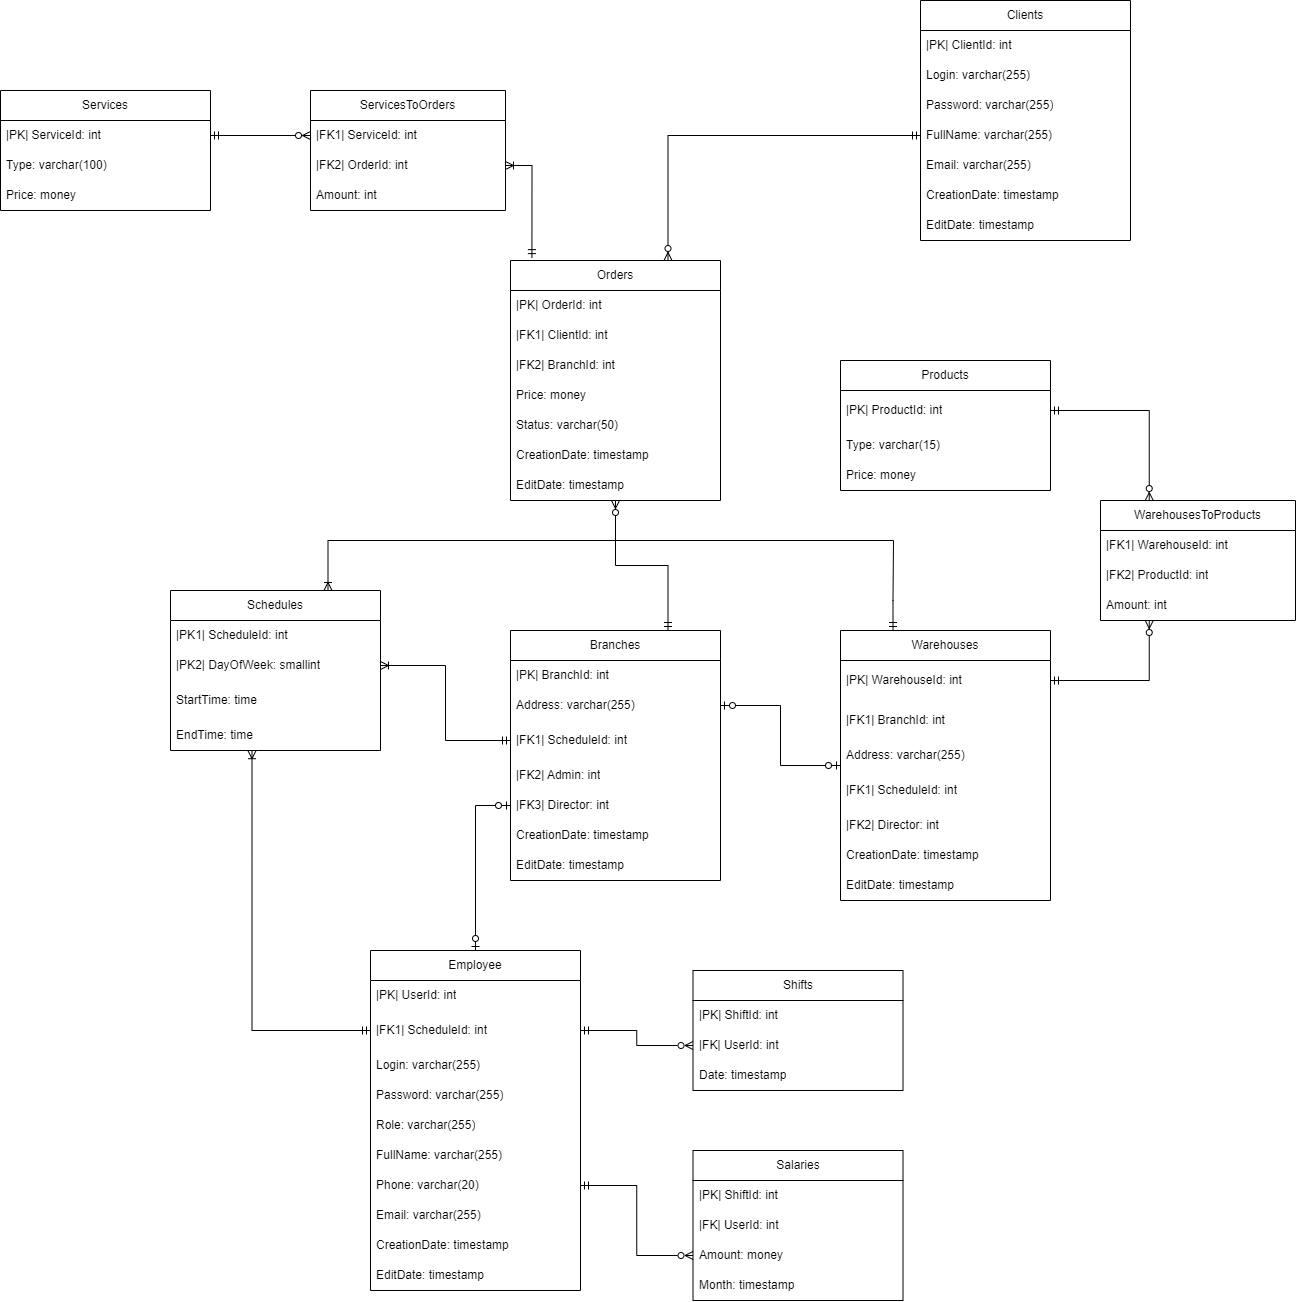 Clients
|PK| ClientId: int
Login: varchar(255)
Password: varchar(255)
FullName: varchar(255)
Email: varchar(255)
CreationDate: timestamp
EditDate: timestamp
Services
|PK| ServiceId: int
Type: varchar(100)
Price: money
ServicesToOrders
|FK1| ServiceId: int
|FK2| OrderId: int
Amount: int
Orders
|PK| OrderId: int
|FK1| ClientId: int
|FK2| BranchId: int
Price: money
Status: varchar(50)
CreationDate: timestamp
EditDate: timestamp
Products
|PK| ProductId: int
Type: varchar(15)
Price: money
WarehousesToProducts
|FK1| WarehouseId: int
|FK2| ProductId: int
Amount: int
Schedules
|PK1| ScheduleId: int
|PK2| DayOfWeek: smallint
StartTime: time
EndTime: time
Branches
|PK| BranchId: int
Address: varchar(255)
|FK1| ScheduleId: int
|FK2| Admin: int
|FK3| Director: int
CreationDate: timestamp
EditDate: timestamp
Warehouses
|PK| WarehouseId: int
|FK1| BranchId: int
Address: varchar(255)
|FK1| ScheduleId: int
|FK2| Director: int
CreationDate: timestamp
EditDate: timestamp
Employee
|PK| UserId: int
|FK1| ScheduleId: int
Login: varchar(255)
Password: varchar(255)
Role: varchar(255)
FullName: varchar(255)
Phone: varchar(20)
Email: varchar(255)
CreationDate: timestamp
EditDate: timestamp
Shifts
|PK| ShiftId: int
|FK| UserId: int
Date: timestamp
Salaries
|PK| ShiftId: int
|FK| UserId: int
Amount: money
Month: timestamp